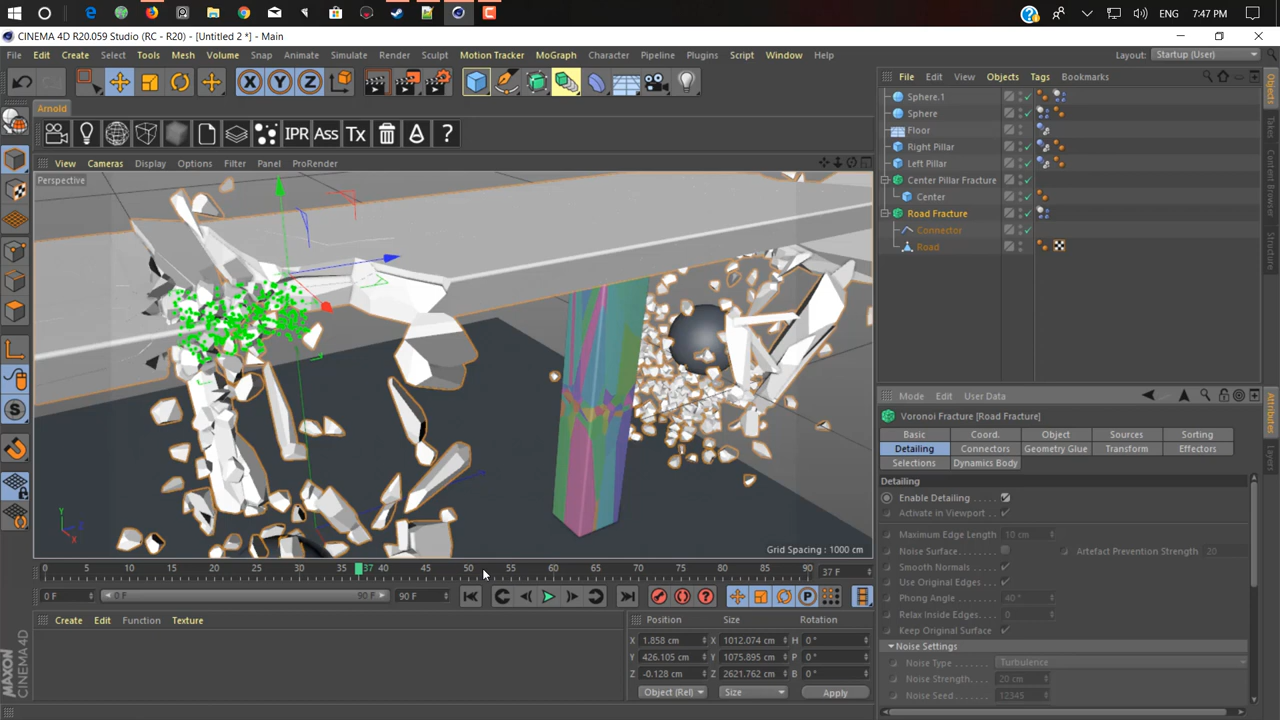 ENG 7:47 PM
CINEMA 4D R20.059 Studio (RC - R20) - [Untitled 2 *] - Main
File Edit Create Select Tools Mesh Volume Snap Animate Simulate Render Sculpt Motion Tracker MoGraph Character Pipeline Plugins Script Window Help Layout: Startup (User)
X Y Z
File Edit View Objects Tags Bookmarks
Arnold
IPR Ass Tx ?
View Cameras Display Options Filter Panel ProRender
Perspective
Sphere.1
Sphere
Floor
Right Pillar
Left Pillar
Center Pillar Fracture
Center
Road Fracture
Connector
Road
Objects
Takes
Content Browser
Structure
Y
Z
X
Grid Spacing : 1000 cm
Mode Edit User Data
Voronoi Fracture [Road Fracture]
Basic Coord. Object Sources Sorting
Detailing Connectors Geometry Glue Transform Effectors
Selections Dynamics Body
Attributes
Layers
Detailing
Enable Detailing
Activate in Viewport
Maximum Edge Length 10 cm
Noise Surface Artefact Prevention Strength 20
Smooth Normals
Use Original Edges
Phong Angle 40 °
Relax Inside Edges 0
Keep Original Surface
Noise Settings
Noise Type Turbulence
Noise Strength 20 cm
Noise Seed 12345
0 5 10 15 20 25 30 35 37 40 45 50 55 60 65 70 75 80 85 90 37 F
0 F 0 F 90 F 90 F
P
Create Edit Function Texture
Position Size Rotation
X 1.858 cm X 1012.074 cm H 0 °
Y 426.105 cm Y 1075.895 cm P 0 °
Z -0.128 cm Z 2621.762 cm B 0 °
Object (Rel) Size Apply
MAXON
CINEMA 4D